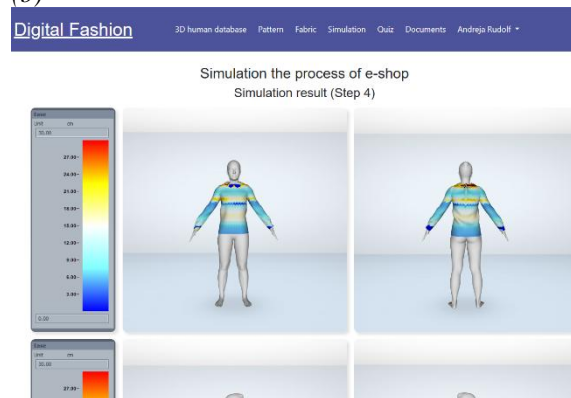 (b)
Digital Fashion
3D human database Pattern Fabric Simulation Quiz Documents Andreja Rudolf
Simulation the process of e-shop
Simulation result (Step 4)
Ease
unit cm
30.00
27.00
24.00
21.00
18.00
15.00
12.00
9.00
6.00
3.00
0.00
Ease
unit cm
30.00
27.00